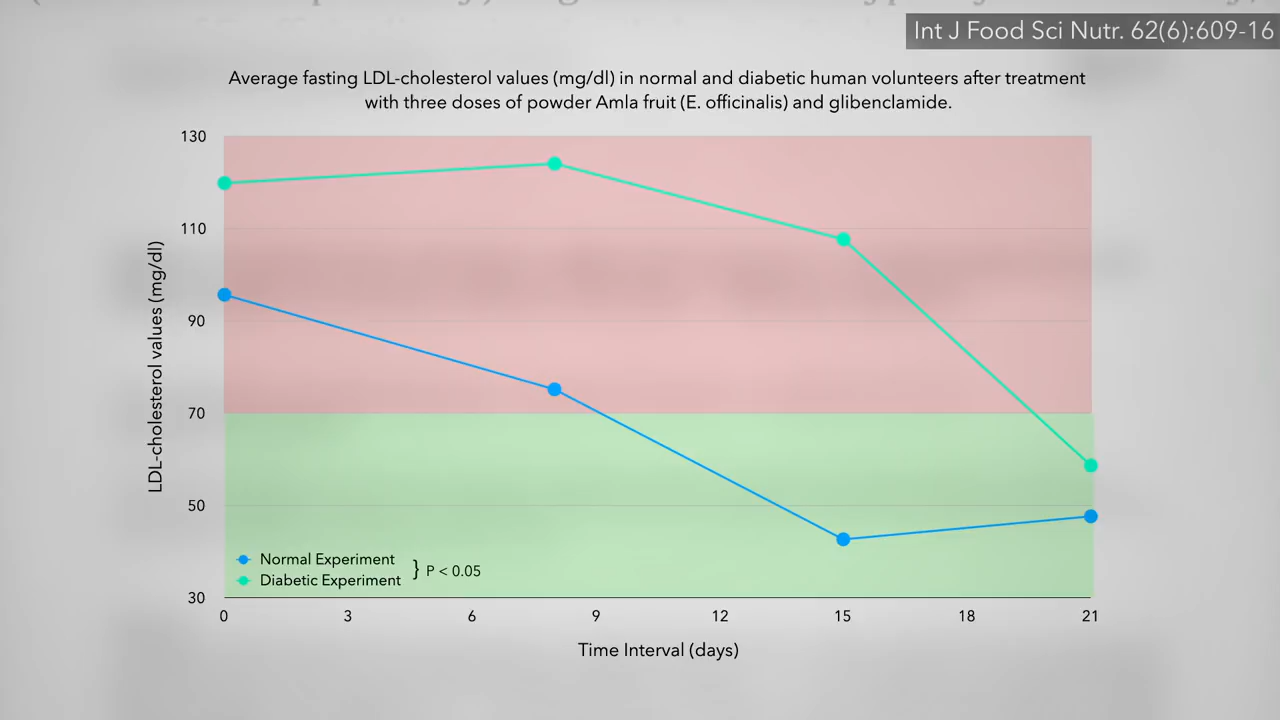 Int J Food Sci Nutr. 62(6):609-16
Average fasting LDL-cholesterol values (mg/dl) in normal and diabetic human volunteers after treatment
with three doses of powder Amla fruit (E. officinalis) and glibenclamide.
130
110
90
70
50
30
LDL-cholesterol values (mg/dl)
Normal Experiment
Diabetic Experiment
} P < 0.05
0 3 6 9 12 15 18 21
Time Interval (days)